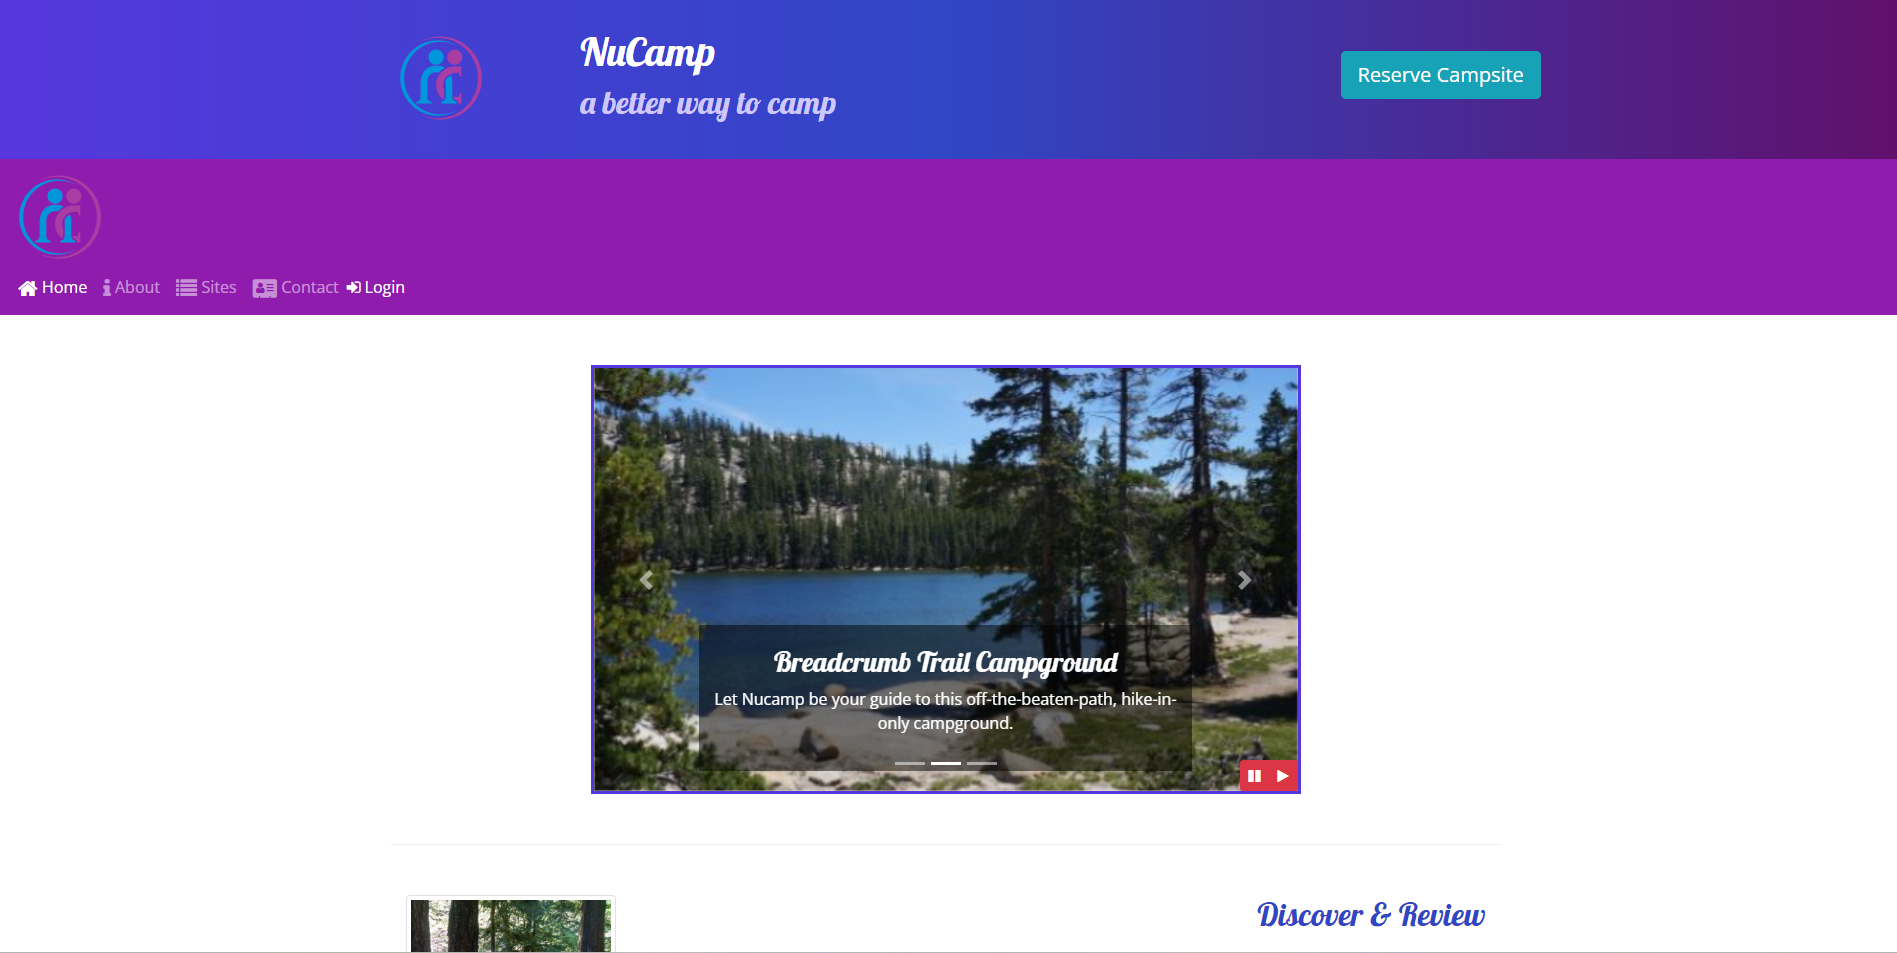 NuCamp
a better way to camp
Reserve Campsite
Home About Sites Contact Login
Breadcrumb Trail Campground
Let Nucamp be your guide to this off-the-beaten-path, hike-in-
only campground.
Discover & Review